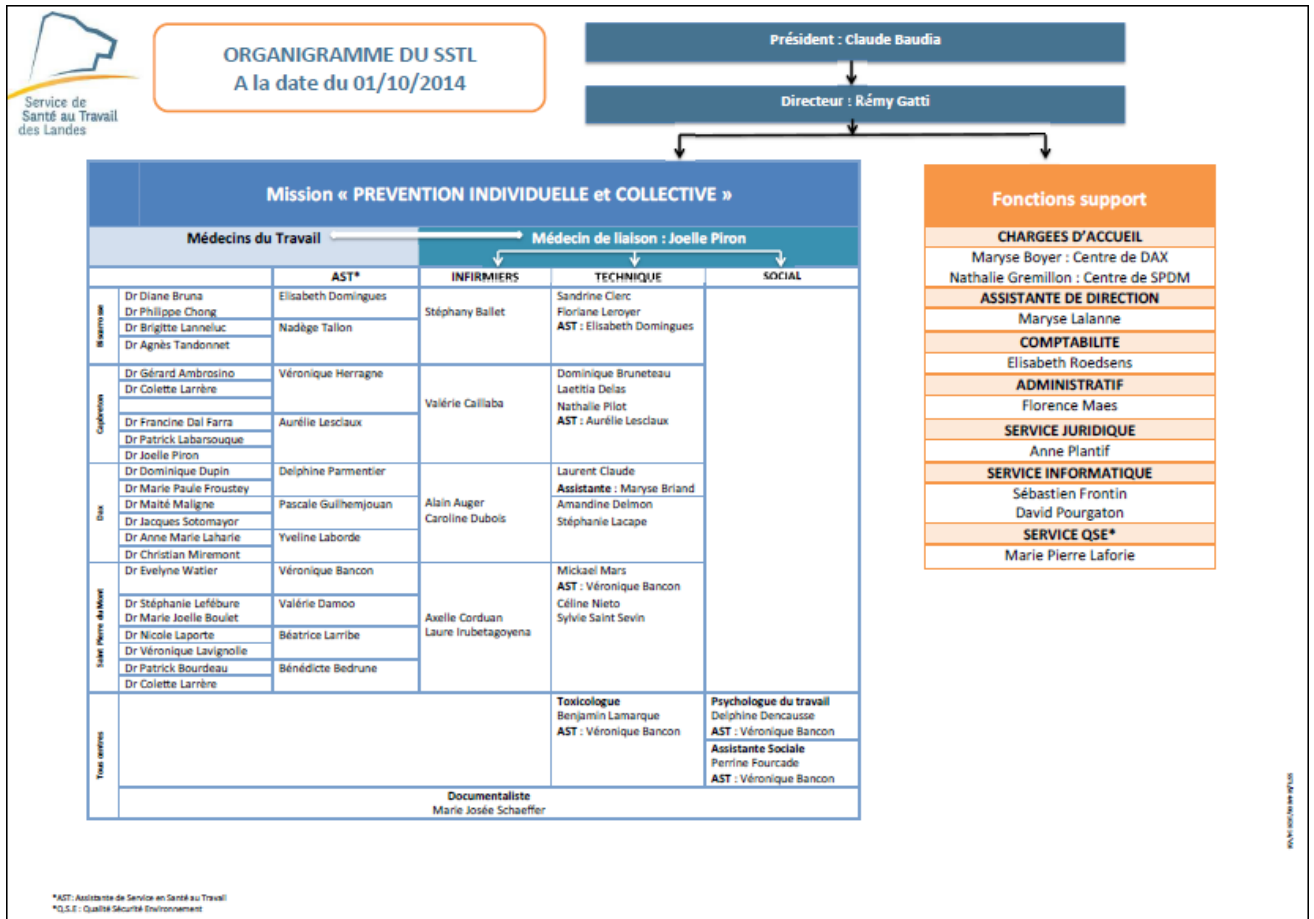 Service de
Santé au Travail
des Landes
ORGANIGRAMME DU SSTL
A la date du 01/10/2014
Président : Claude Baudia
Directeur : Rémy Gatti
Mission « PREVENTION INDIVIDUELLE et COLLECTIVE »
Médecins du Travail
Médecin de liaison : Joelle Piron
AST*
INFIRMIERS
TECHNIQUE
SOCIAL
Biscarrosse
Dr Diane Bruna
Dr Philippe Chong
Dr Brigitte Lanneluc
Dr Agnès Tandonnet
Elisabeth Domingues
Nadège Tallon
Stéphany Ballet
Sandrine Clerc
Floriane Leroyer
AST : Elisabeth Domingues
Capbreton
Dr Gérard Ambrosino
Dr Colette Larrère
Dr Francine Dal Farra
Dr Patrick Labarsouque
Dr Joelle Piron
Véronique Herragne
Aurélie Lesclaux
Valérie Caillaba
Dominique Bruneteau
Laetitia Delas
Nathalie Pilot
AST : Aurélie Lesclaux
Dax
Dr Dominique Dupin
Dr Marie Paule Froustey
Dr Maité Maligne
Dr Jacques Sotomayor
Dr Anne Marie Laharie
Dr Christian Miremont
Delphine Parmentier
Pascale Guilhemjouan
Yveline Laborde
Alain Auger
Caroline Dubois
Laurent Claude
Assistante : Maryse Briand
Amandine Delmon
Stéphanie Lacape
Saint Pierre du Mont
Dr Evelyne Watier
Dr Stéphanie Lefébure
Dr Marie Joelle Boulet
Dr Nicole Laporte
Dr Véronique Lavignolle
Dr Patrick Bourdeau
Dr Colette Larrère
Véronique Bancon
Valérie Damoo
Béatrice Larribe
Bénédicte Bedrune
Axelle Corduan
Laure Irubetagoyena
Mickael Mars
AST : Véronique Bancon
Céline Nieto
Sylvie Saint Sevin
Tous centres
Toxicologue
Benjamin Lamarque
AST : Véronique Bancon
Psychologue du travail
Delphine Dencausse
AST : Véronique Bancon
Assistante Sociale
Perrine Fourcade
AST : Véronique Bancon
Documentaliste
Marie Josée Schaeffer
Fonctions support
CHARGEES D'ACCUEIL
Maryse Boyer : Centre de DAX
Nathalie Gremillon : Centre de SPDM
ASSISTANTE DE DIRECTION
Maryse Lalanne
COMPTABILITE
Elisabeth Roedsens
ADMINISTRATIF
Florence Maes
SERVICE JURIDIQUE
Anne Plantif
SERVICE INFORMATIQUE
Sébastien Frontin
David Pourgaton
SERVICE QSE*
Marie Pierre Laforie
*AST: Assistante de Service en Santé au Travail
*Q.S.E : Qualité Sécurité Environnement